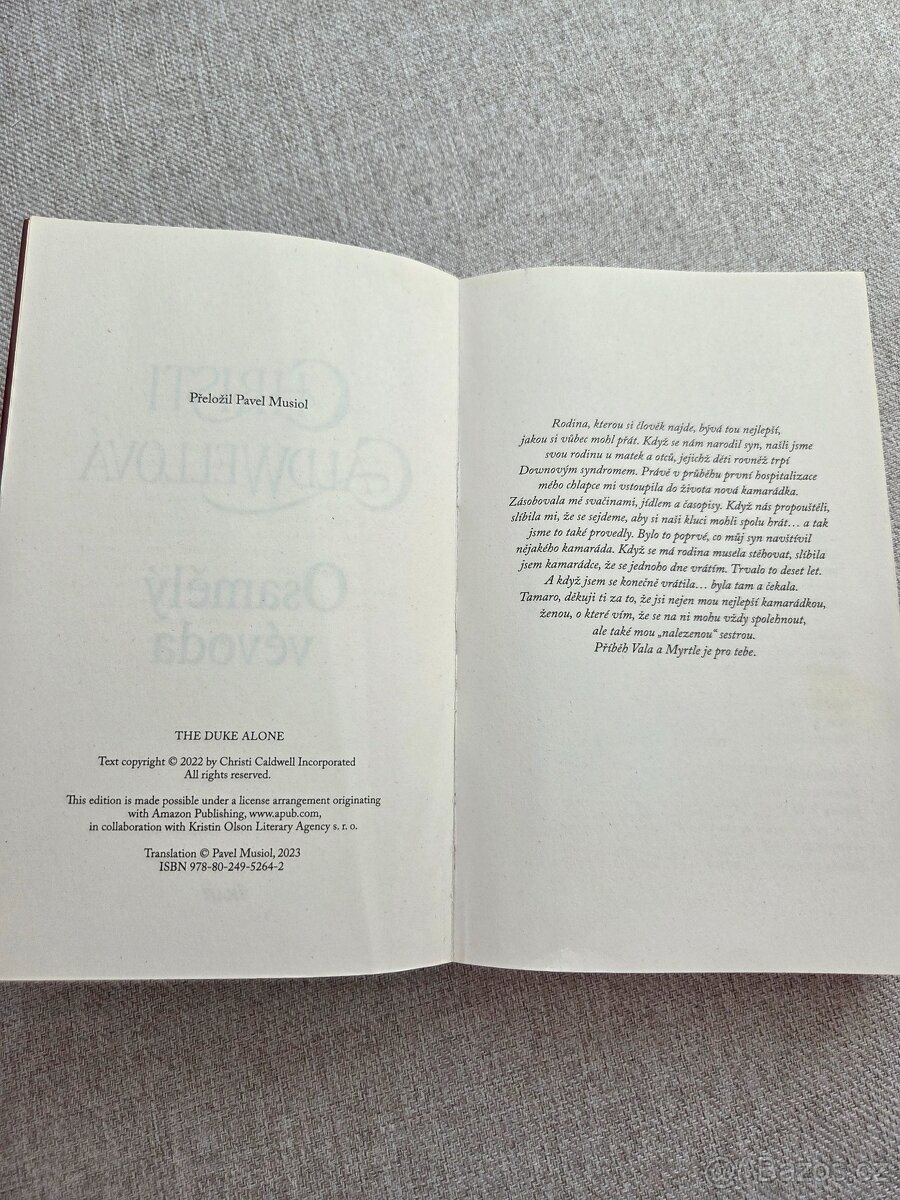 Přeložil Pavel Musiol
THE DUKE ALONE
Text copyright © 2022 by Christi Caldwell Incorporated
All rights reserved.
This edition is made possible under a license arrangement originating
with Amazon Publishing, www.apub.com,
in collaboration with Kristin Olson Literary Agency s. r. o.
Translation © Pavel Musiol, 2023
ISBN 978-80-249-5264-2
Rodina, kterou si člověk najde, bývá tou nejlepší,
jakou si vůbec mohl přát. Když se nám narodil syn, našli jsme
svou rodinu u matek a otců, jejichž děti rovněž trpí
Downovým syndromem. Právě v průběhu první hospitalizace
mého chlapce mi vstoupila do života nová kamarádka.
Zásobovala mě svačinami, jídlem a časopisy. Když nás propouštěli,
slíbila mi, že se sejdeme, aby si naši kluci mohli spolu hrát… a tak
jsme to také provedly. Bylo to poprvé, co můj syn navštívil
nějakého kamaráda. Když se má rodina musela stěhovat, slíbila
jsem kamarádce, že se jednoho dne vrátím. Trvalo to deset let.
A když jsem se konečně vrátila… byla tam a čekala.
Tamaro, děkuji ti za to, že jsi nejen mou nejlepší kamarádkou,
ženou, o které vím, že se na ni mohu vždy spolehnout,
ale také mou „nalezenou“ sestrou.
Příběh Vala a Myrtle je pro tebe.
Bazos.cz